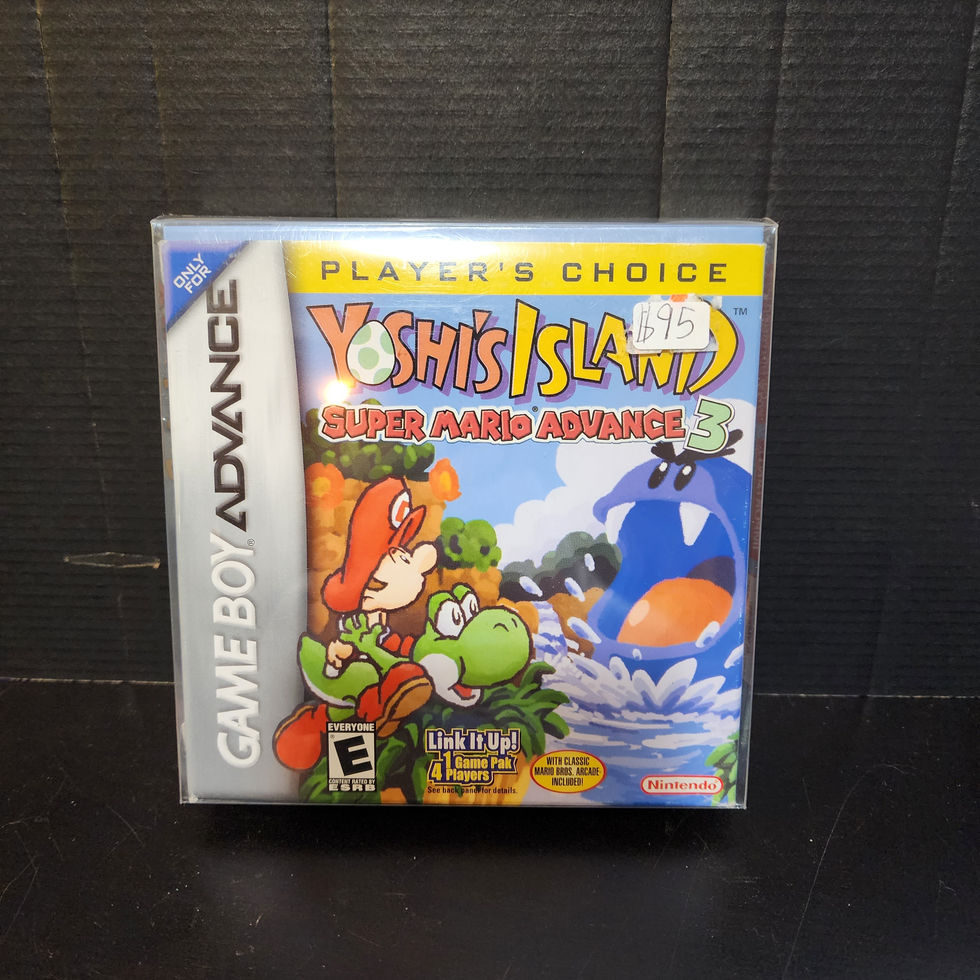 ONLY
FOR
GAME BOY ADVANCE
PLAYER'S CHOICE
YOSHI'S ISLAND™
$95
SUPER MARIO® ADVANCE 3
EVERYONE
E
CONTENT RATED BY
ESRB
Link It Up!
1 Game Pak
4 Players
See back panel for details.
WITH CLASSIC
MARIO BROS. ARCADE
INCLUDED!
Nintendo®